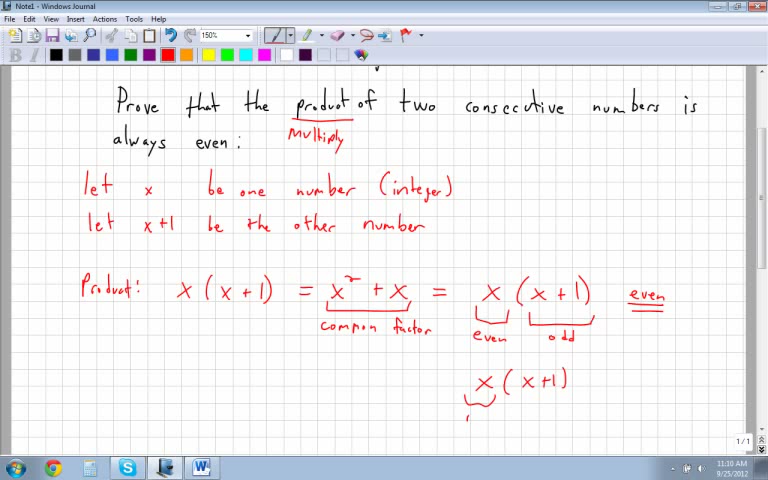 Note1 - Windows Journal
File Edit View Insert Actions Tools Help
150%
Prove that the product of two consecutive numbers is
Multiply
always even:
let x be one number (integer)
let x+1 be the other number
Product: x(x+1) = x² + x = x(x+1) even
common factor even odd
x(x+1)
1/1
11:10 AM
9/25/2012